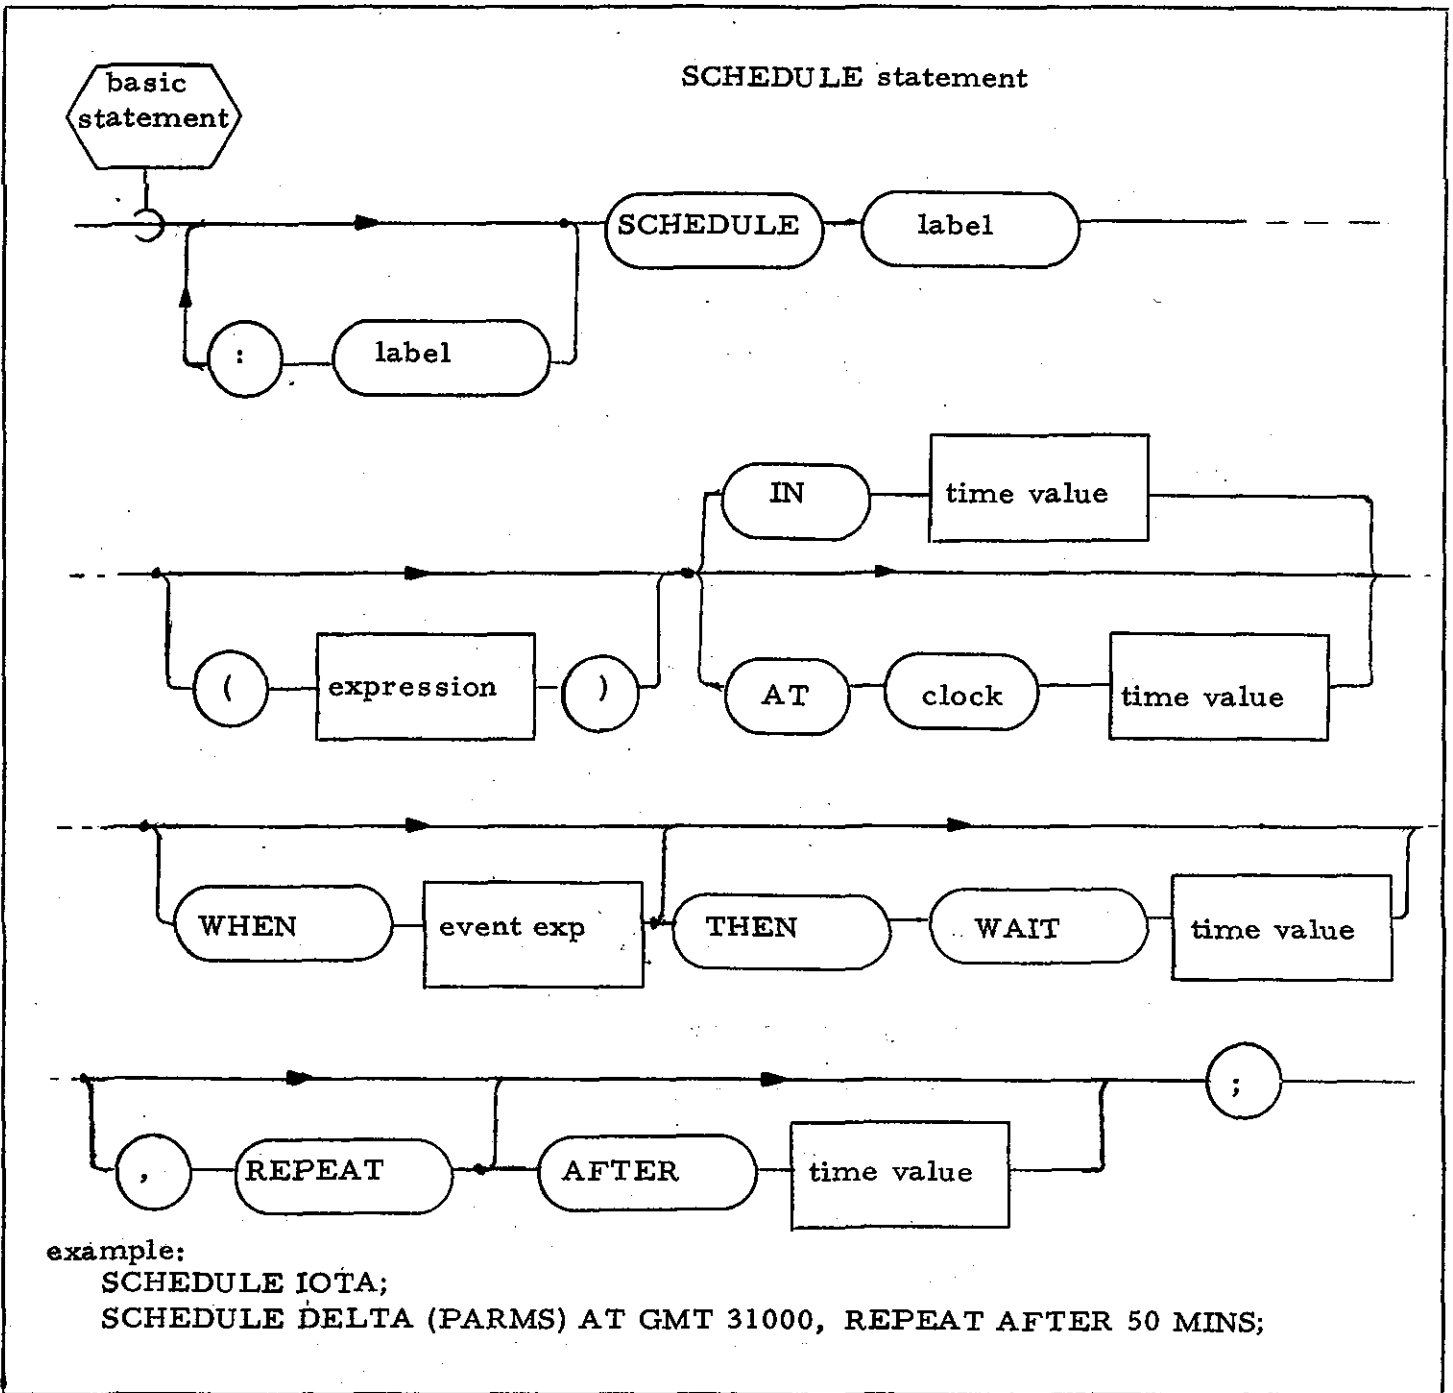 basic
statement
SCHEDULE statement
SCHEDULE label
: label
IN time value
( expression ) AT clock time value
WHEN event exp THEN WAIT time value
;
, REPEAT AFTER time value
example:
SCHEDULE IOTA;
SCHEDULE DELTA (PARMS) AT GMT 31000, REPEAT AFTER 50 MINS;